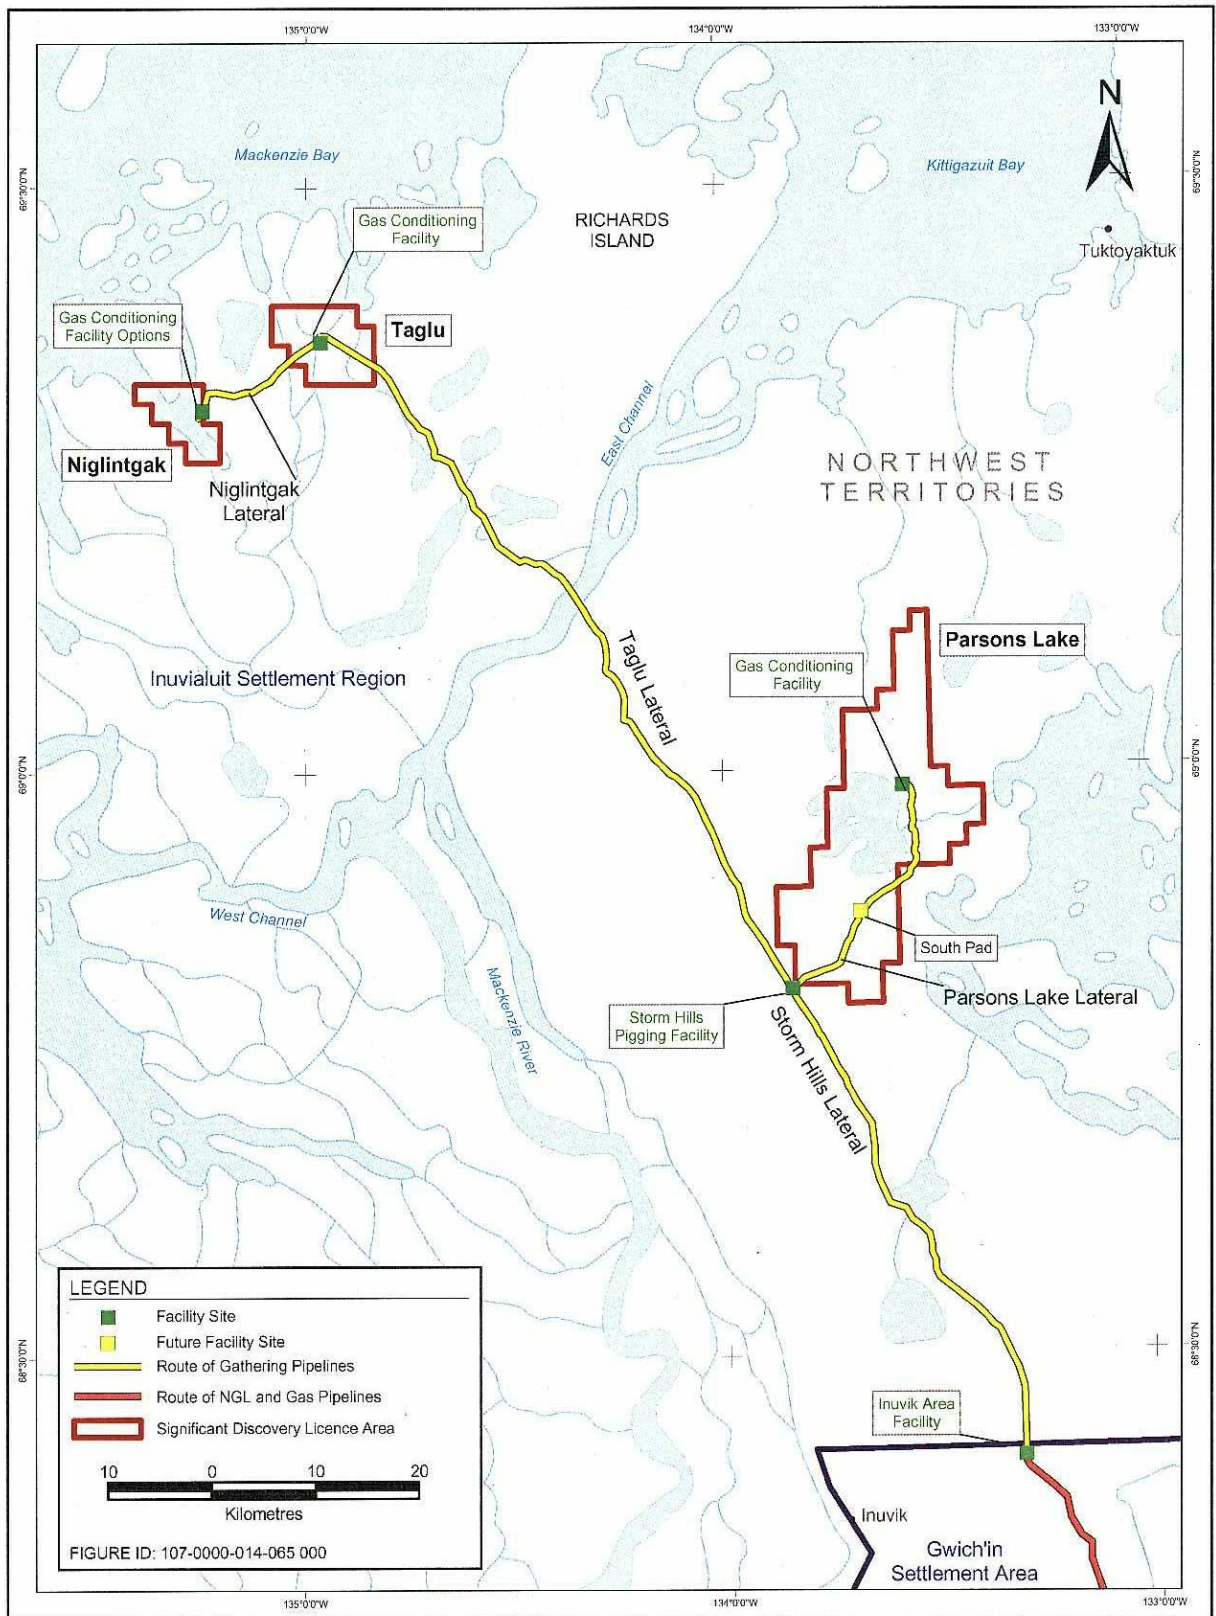 135°0'0"W
134°0'0"W
133°0'0"W
N
Mackenzie Bay
Kittigazuit Bay
69°30'0"N
69°30'0"N
Gas Conditioning
Facility
RICHARDS
ISLAND
Tuktoyaktuk
Gas Conditioning
Facility Options
Taglu
East Channel
Niglintgak
Niglintgak
Lateral
NORTHWEST
TERRITORIES
Taglu Lateral
Parsons Lake
Gas Conditioning
Facility
Inuvialuit Settlement Region
69°0'0"N
69°0'0"N
West Channel
South Pad
Mackenzie River
Parsons Lake Lateral
Storm Hills
Pigging Facility
Storm Hills Lateral
LEGEND
Facility Site
Future Facility Site
Route of Gathering Pipelines
Route of NGL and Gas Pipelines
Significant Discovery Licence Area
10 0 10 20
Kilometres
FIGURE ID: 107-0000-014-065 000
68°30'0"N
68°30'0"N
Inuvik Area
Facility
Inuvik
Gwich'in
Settlement Area
135°0'0"W
134°0'0"W
133°0'0"W